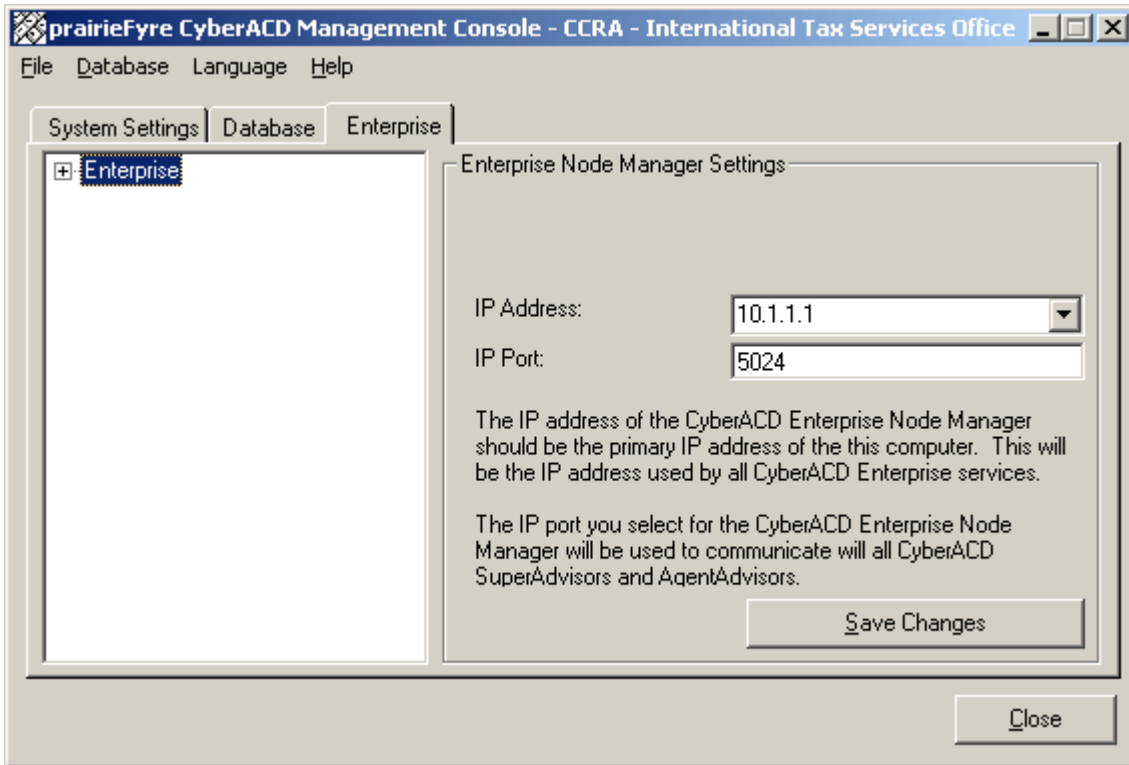 prairieFyre CyberACD Management Console - CCRA - International Tax Services Office
File Database Language Help
System Settings Database Enterprise
Enterprise
Enterprise Node Manager Settings
IP Address: 10.1.1.1
IP Port: 5024
The IP address of the CyberACD Enterprise Node Manager
should be the primary IP address of the this computer. This will
be the IP address used by all CyberACD Enterprise services.
The IP port you select for the CyberACD Enterprise Node
Manager will be used to communicate will all CyberACD
SuperAdvisors and AgentAdvisors.
Save Changes
Close